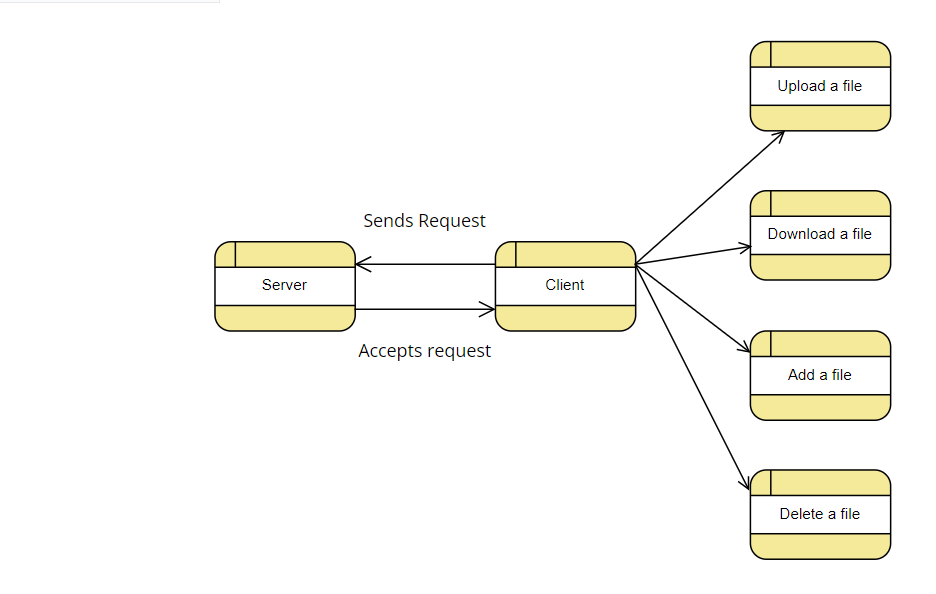 Upload a file
Sends Request
Download a file
Server
Client
Accepts request
Add a file
Delete a file